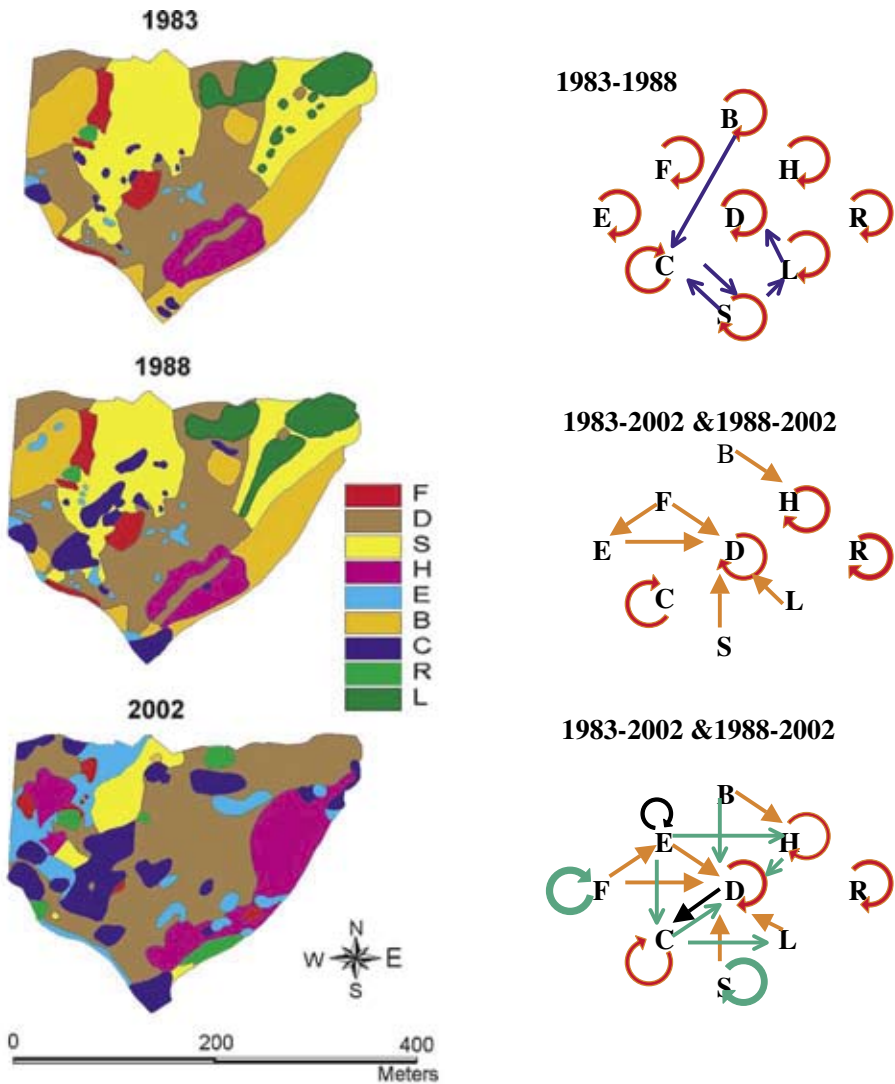 1983
1988
F
D
S
H
E
B
C
R
L
2002
N
W E
S
0 200 400
Meters
1983-1988
B
F H
E D R
C L
S
1983-2002 &1988-2002
B
F H
E D R
C L
S
1983-2002 &1988-2002
B
E H
F D R
C L
S